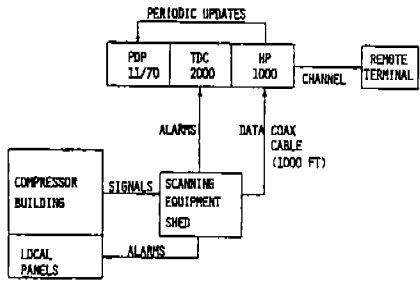 PERIODIC UPDATES
PDP
11/70
TDC
2000
HP
1000
REMOTE
TERMINAL
CHANNEL
ALARMS
DATA COAX
CABLE
(1000 FT)
COMPRESSOR
BUILDING
SIGNALS
SCANNING
EQUIPMENT
SHED
LOCAL
PANELS
ALARMS